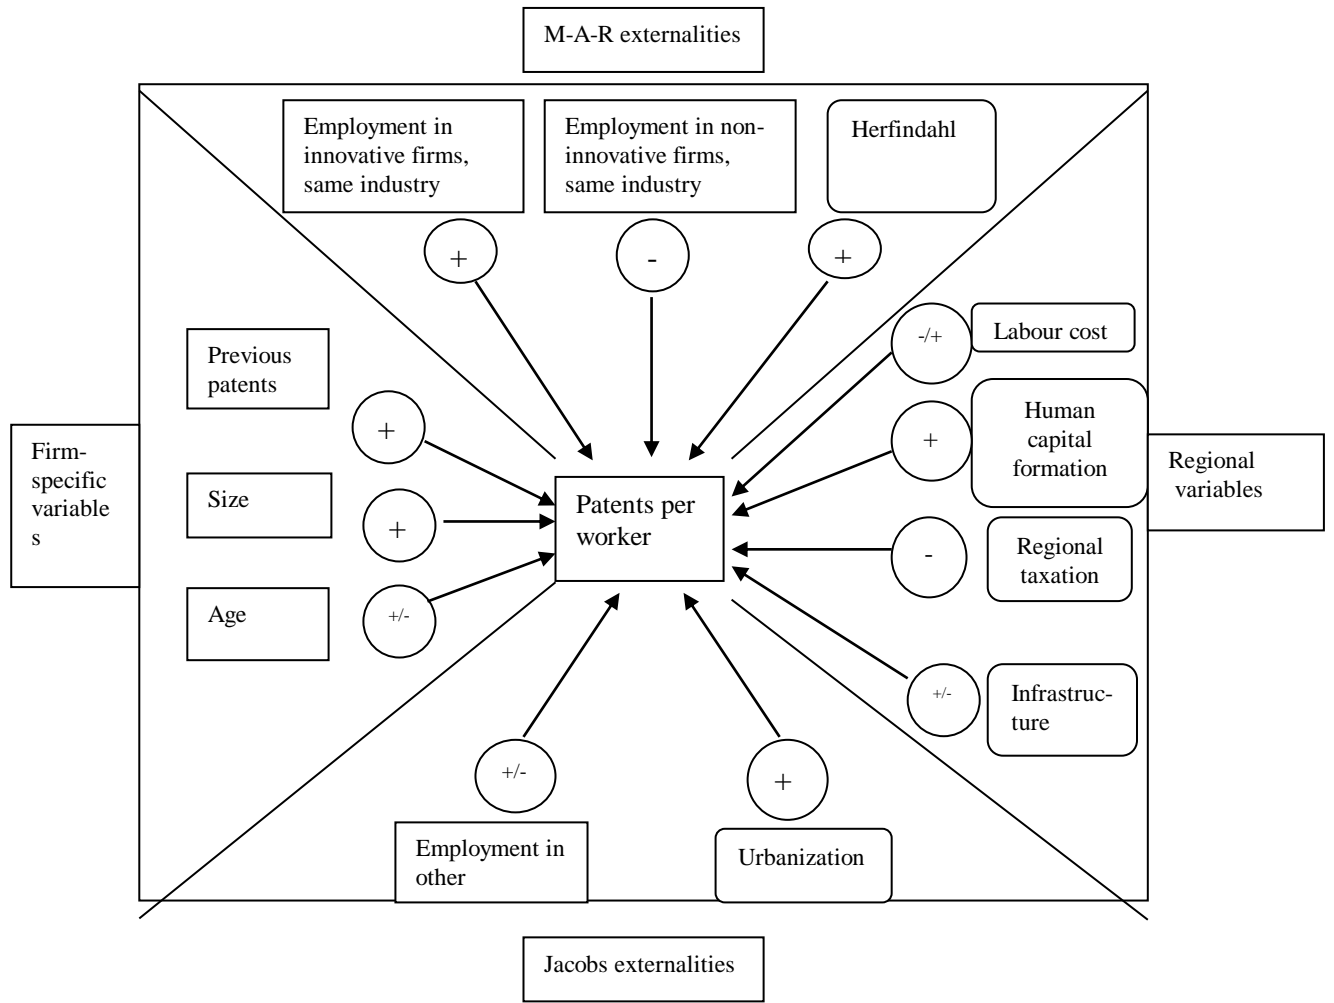 M-A-R externalities
Employment in
innovative firms,
same industry
Employment in non-
innovative firms,
same industry
Herfindahl
+
-
+
-/+
Labour cost
Previous
patents
+
Human
capital
formation
+
Firm-
specific
variable
s
Regional
variables
Size
+
Patents per
worker
-
Regional
taxation
Age
+/-
+/-
Infrastruc-
ture
+/-
+
Employment in
other
Urbanization
Jacobs externalities